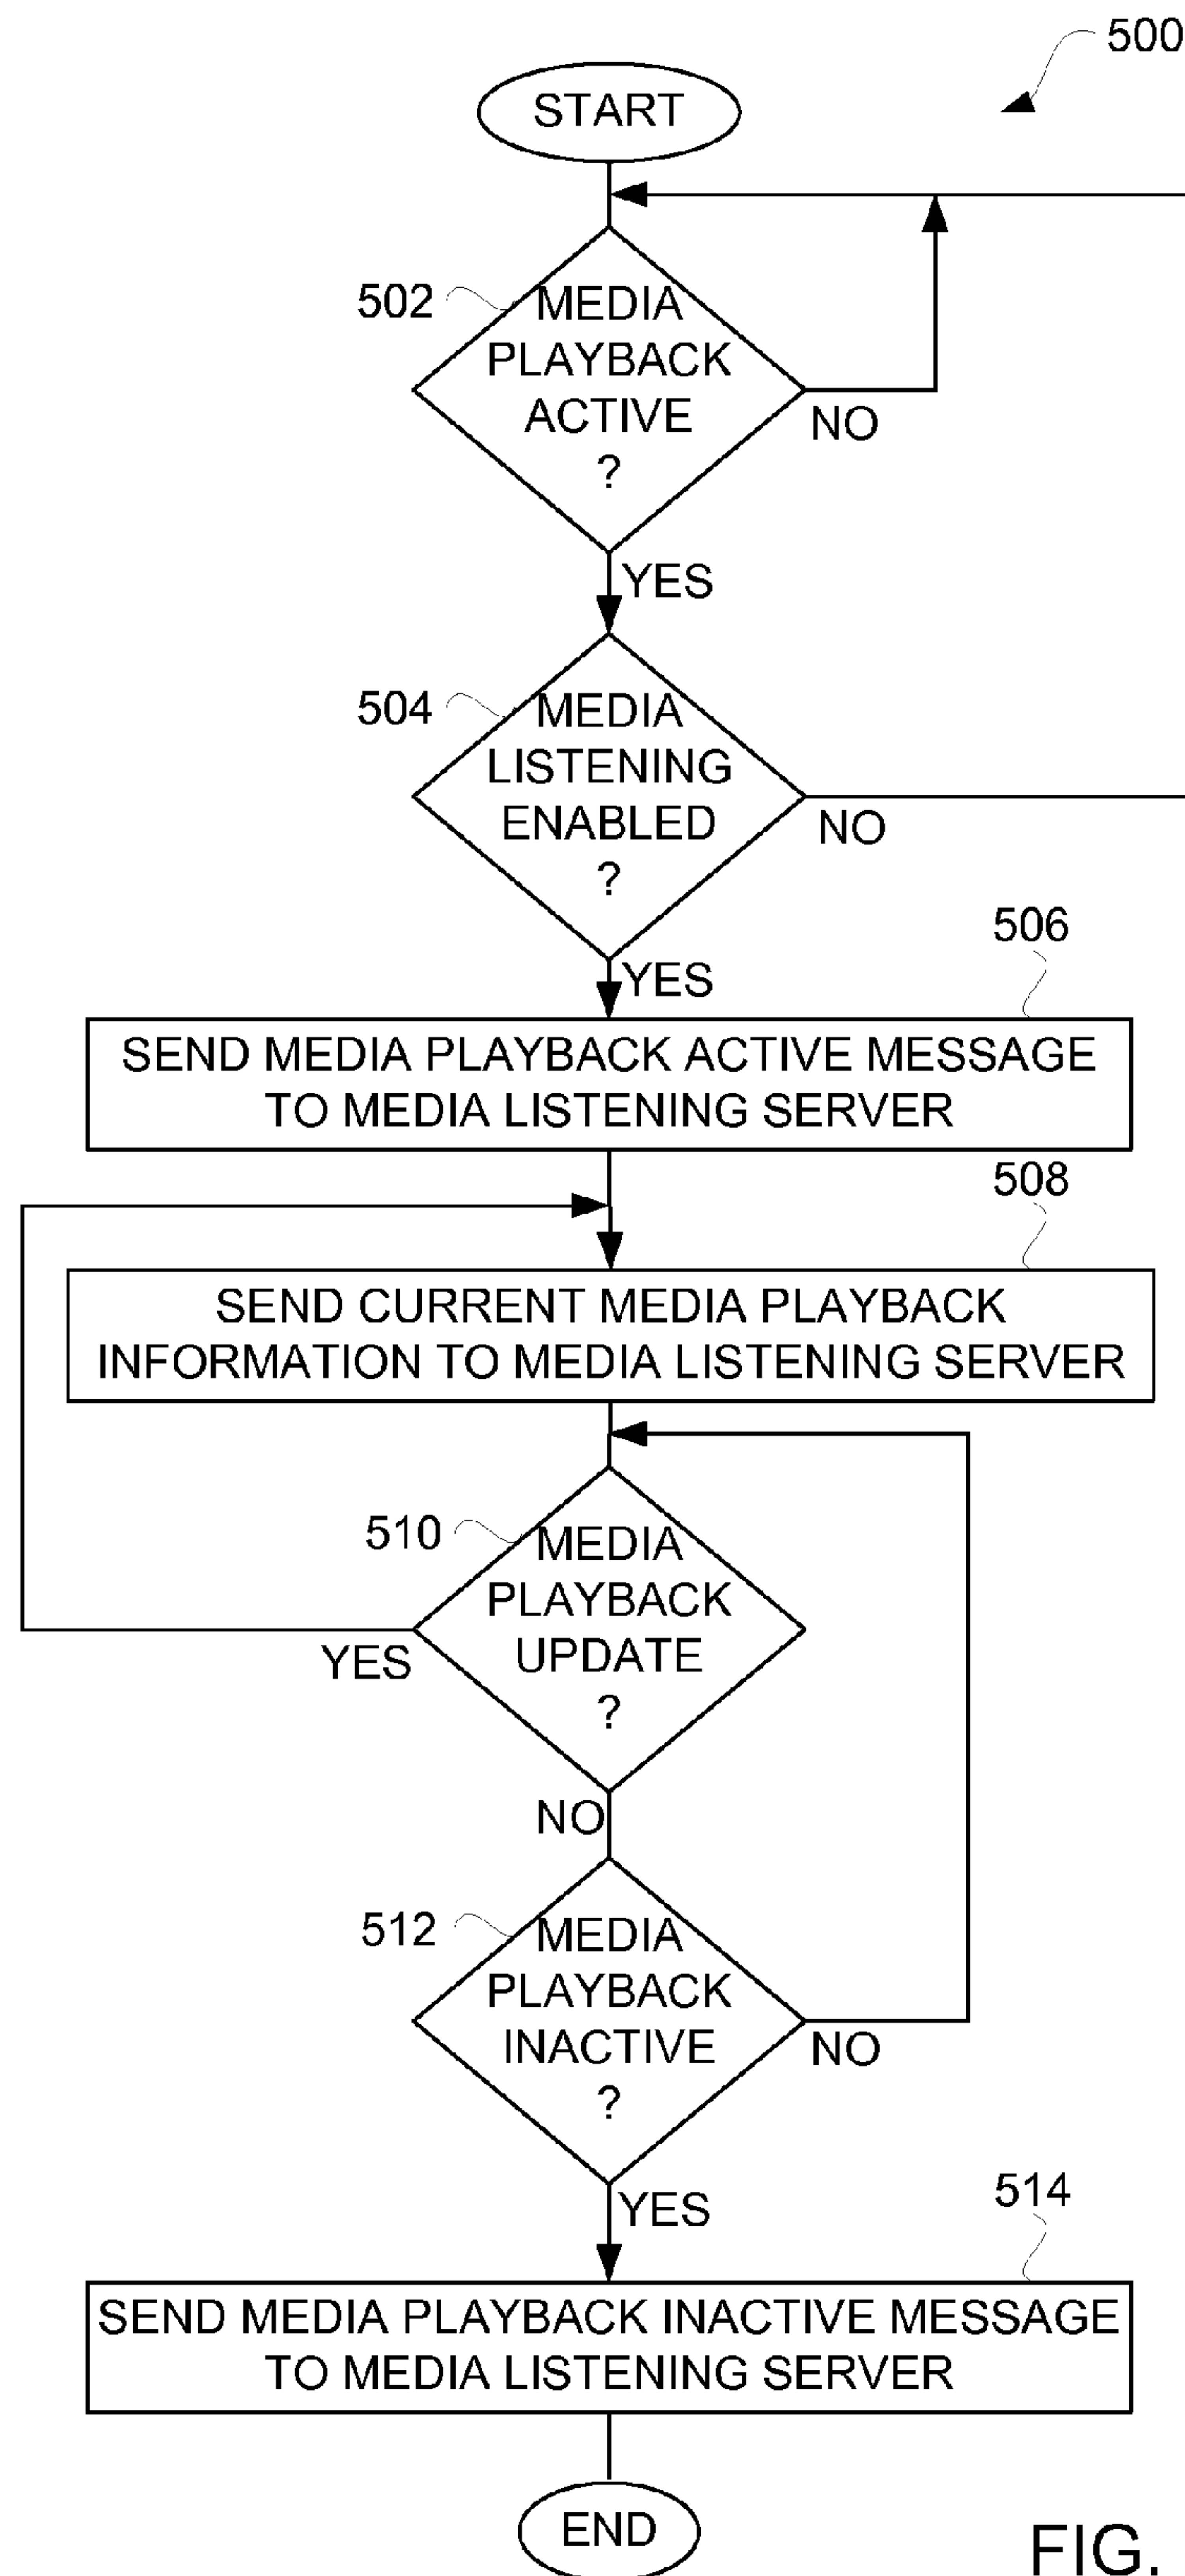 500
START
502
MEDIA
PLAYBACK
ACTIVE
?
NO
YES
504
MEDIA
LISTENING
ENABLED
?
NO
YES
506
SEND MEDIA PLAYBACK ACTIVE MESSAGE
TO MEDIA LISTENING SERVER
508
SEND CURRENT MEDIA PLAYBACK
INFORMATION TO MEDIA LISTENING SERVER
510
MEDIA
PLAYBACK
UPDATE
?
YES
NO
512
MEDIA
PLAYBACK
INACTIVE
?
NO
YES
514
SEND MEDIA PLAYBACK INACTIVE MESSAGE
TO MEDIA LISTENING SERVER
END
FIG.